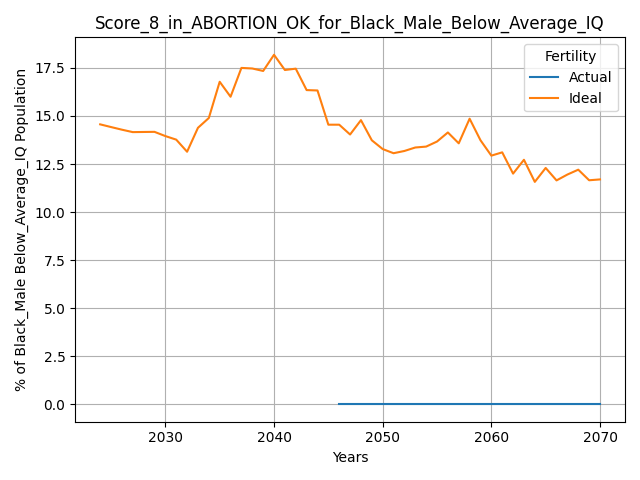 Score_8_in_ABORTION_OK_for_Black_Male_Below_Average_IQ
% of Black_Male Below_Average_IQ Population
17.5
15.0
12.5
10.0
7.5
5.0
2.5
0.0
Fertility
Actual
Ideal
2030
2040
2050
2060
2070
Years